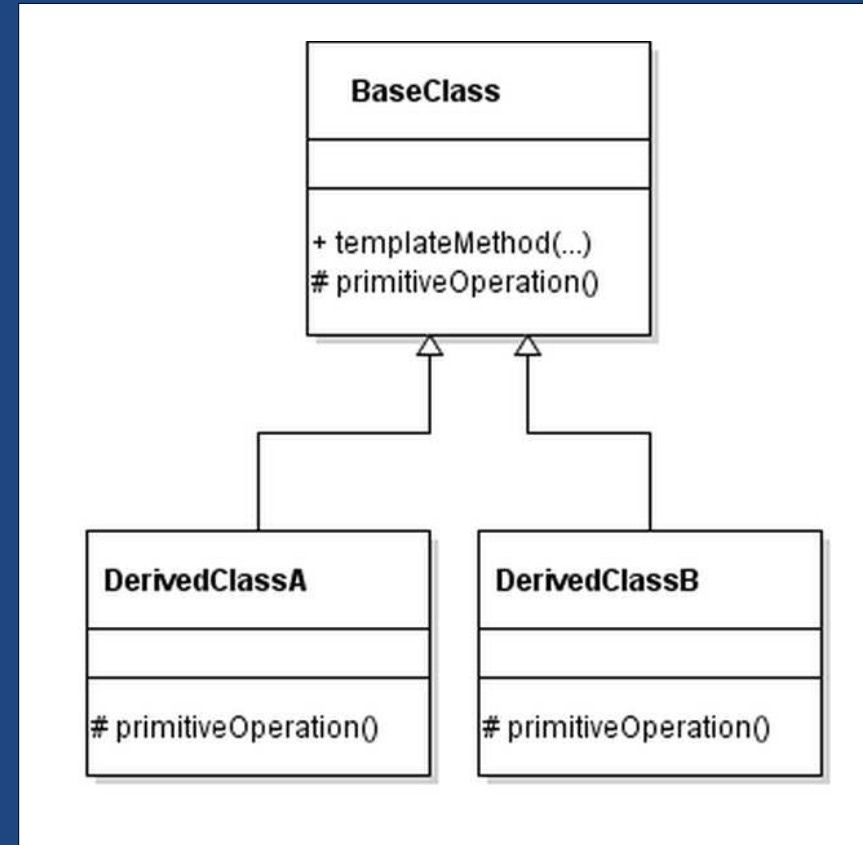 BaseClass
+ templateMethod(...)
# primitiveOperation()
DerivedClassA
# primitiveOperation()
DerivedClassB
# primitiveOperation()